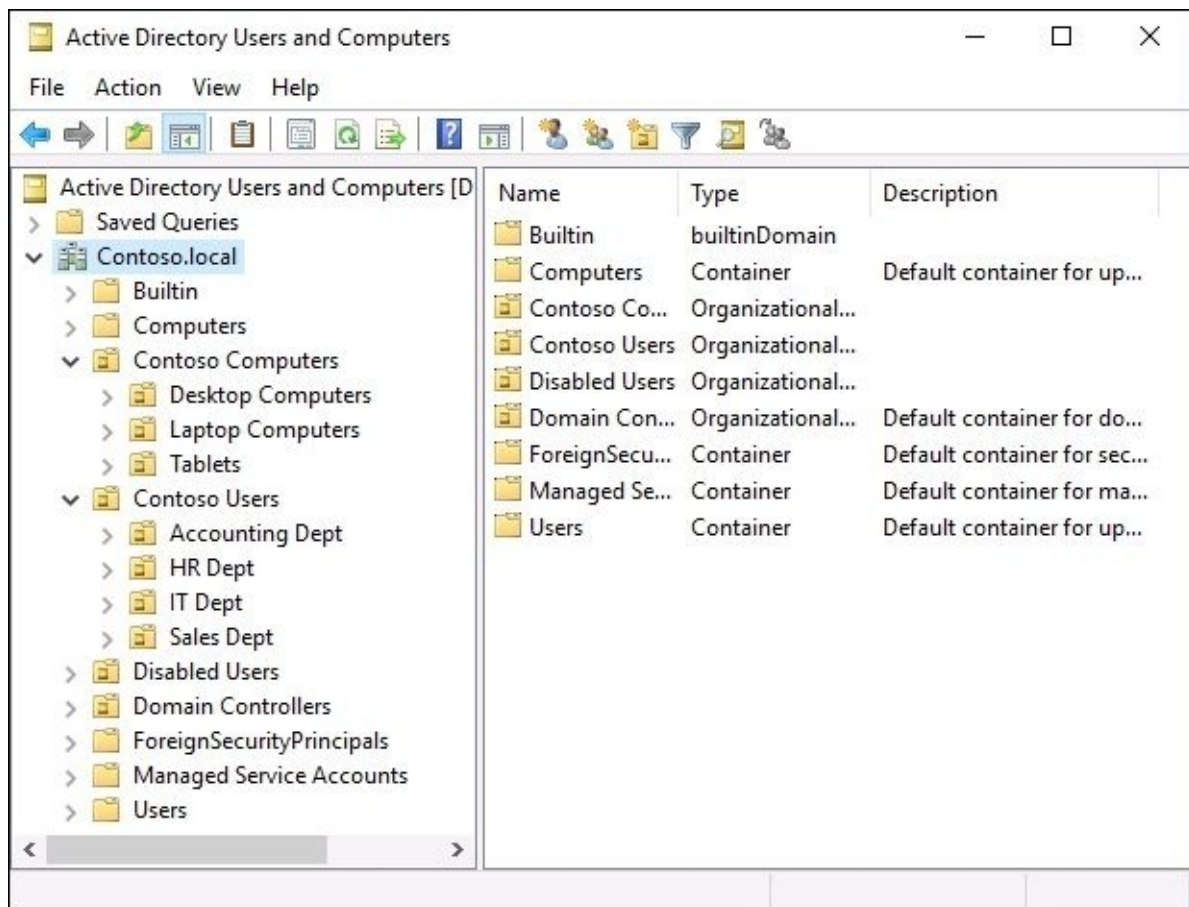 Active Directory Users and Computers
File Action View Help
Active Directory Users and Computers [D
Saved Queries
Contoso.local
Builtin
Computers
Contoso Computers
Desktop Computers
Laptop Computers
Tablets
Contoso Users
Accounting Dept
HR Dept
IT Dept
Sales Dept
Disabled Users
Domain Controllers
ForeignSecurityPrincipals
Managed Service Accounts
Users
Name Type Description
Builtin builtinDomain
Computers Container Default container for up...
Contoso Co... Organizational...
Contoso Users Organizational...
Disabled Users Organizational...
Domain Con... Organizational... Default container for do...
ForeignSecu... Container Default container for sec...
Managed Se... Container Default container for ma...
Users Container Default container for up...